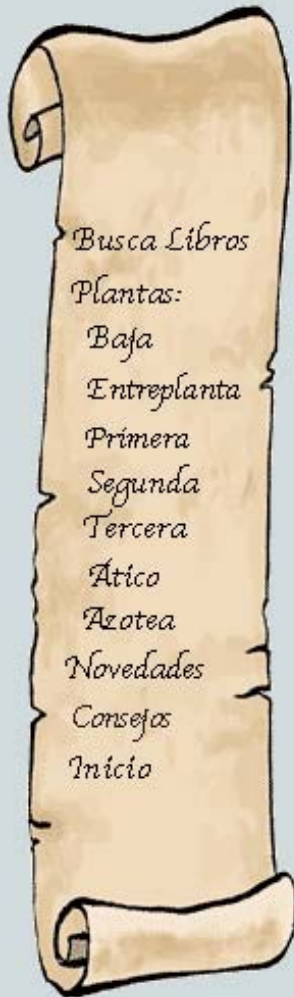 Busca Libros
Plantas:
Baja
Entreplanta
Primera
Segunda
Tercera
Ático
Azotea
Novedades
Consejos
Inicio